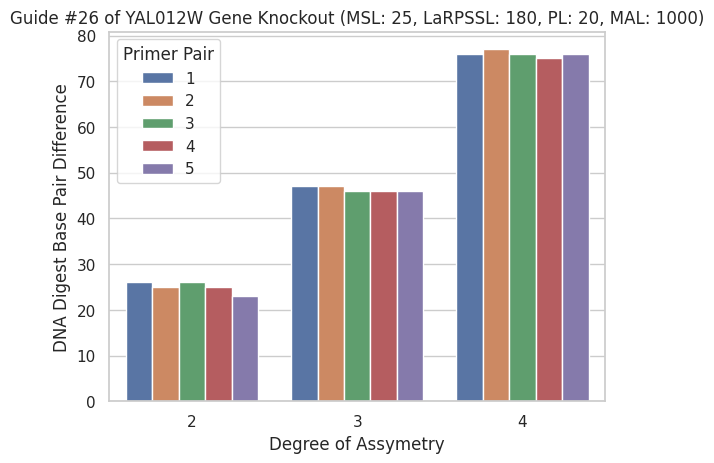 Guide #26 of YAL012W Gene Knockout (MSL: 25, LaRPSSL: 180, PL: 20, MAL: 1000)
Primer Pair
1
2
3
4
5
DNA Digest Base Pair Difference
80
70
60
50
40
30
20
10
0
2 3 4
Degree of Assymetry